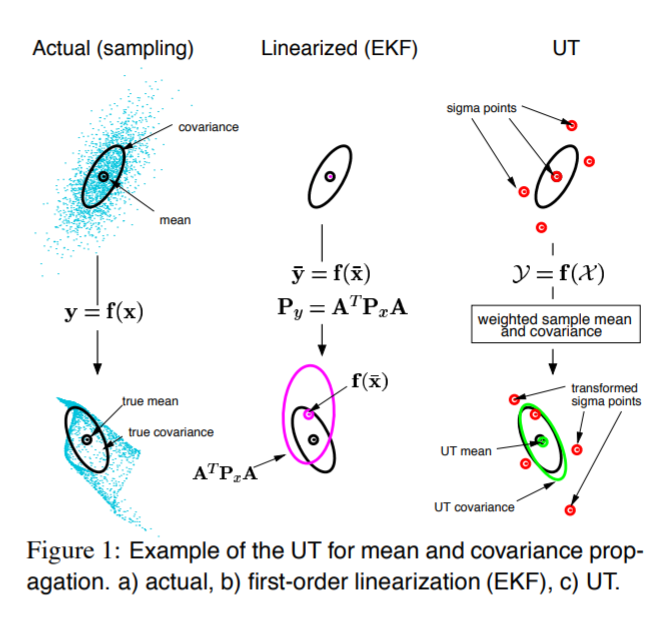 Actual (sampling)
Linearized (EKF)
UT
covariance
mean
sigma points
y = f(x)
ȳ = f(x̄)
P_y = A^T P_x A
𝒴 = f(𝒳)
weighted sample mean
and covariance
true mean
true covariance
f(x̄)
A^T P_x A
transformed
sigma points
UT mean
UT covariance
Figure 1: Example of the UT for mean and covariance prop-
agation. a) actual, b) first-order linearization (EKF), c) UT.